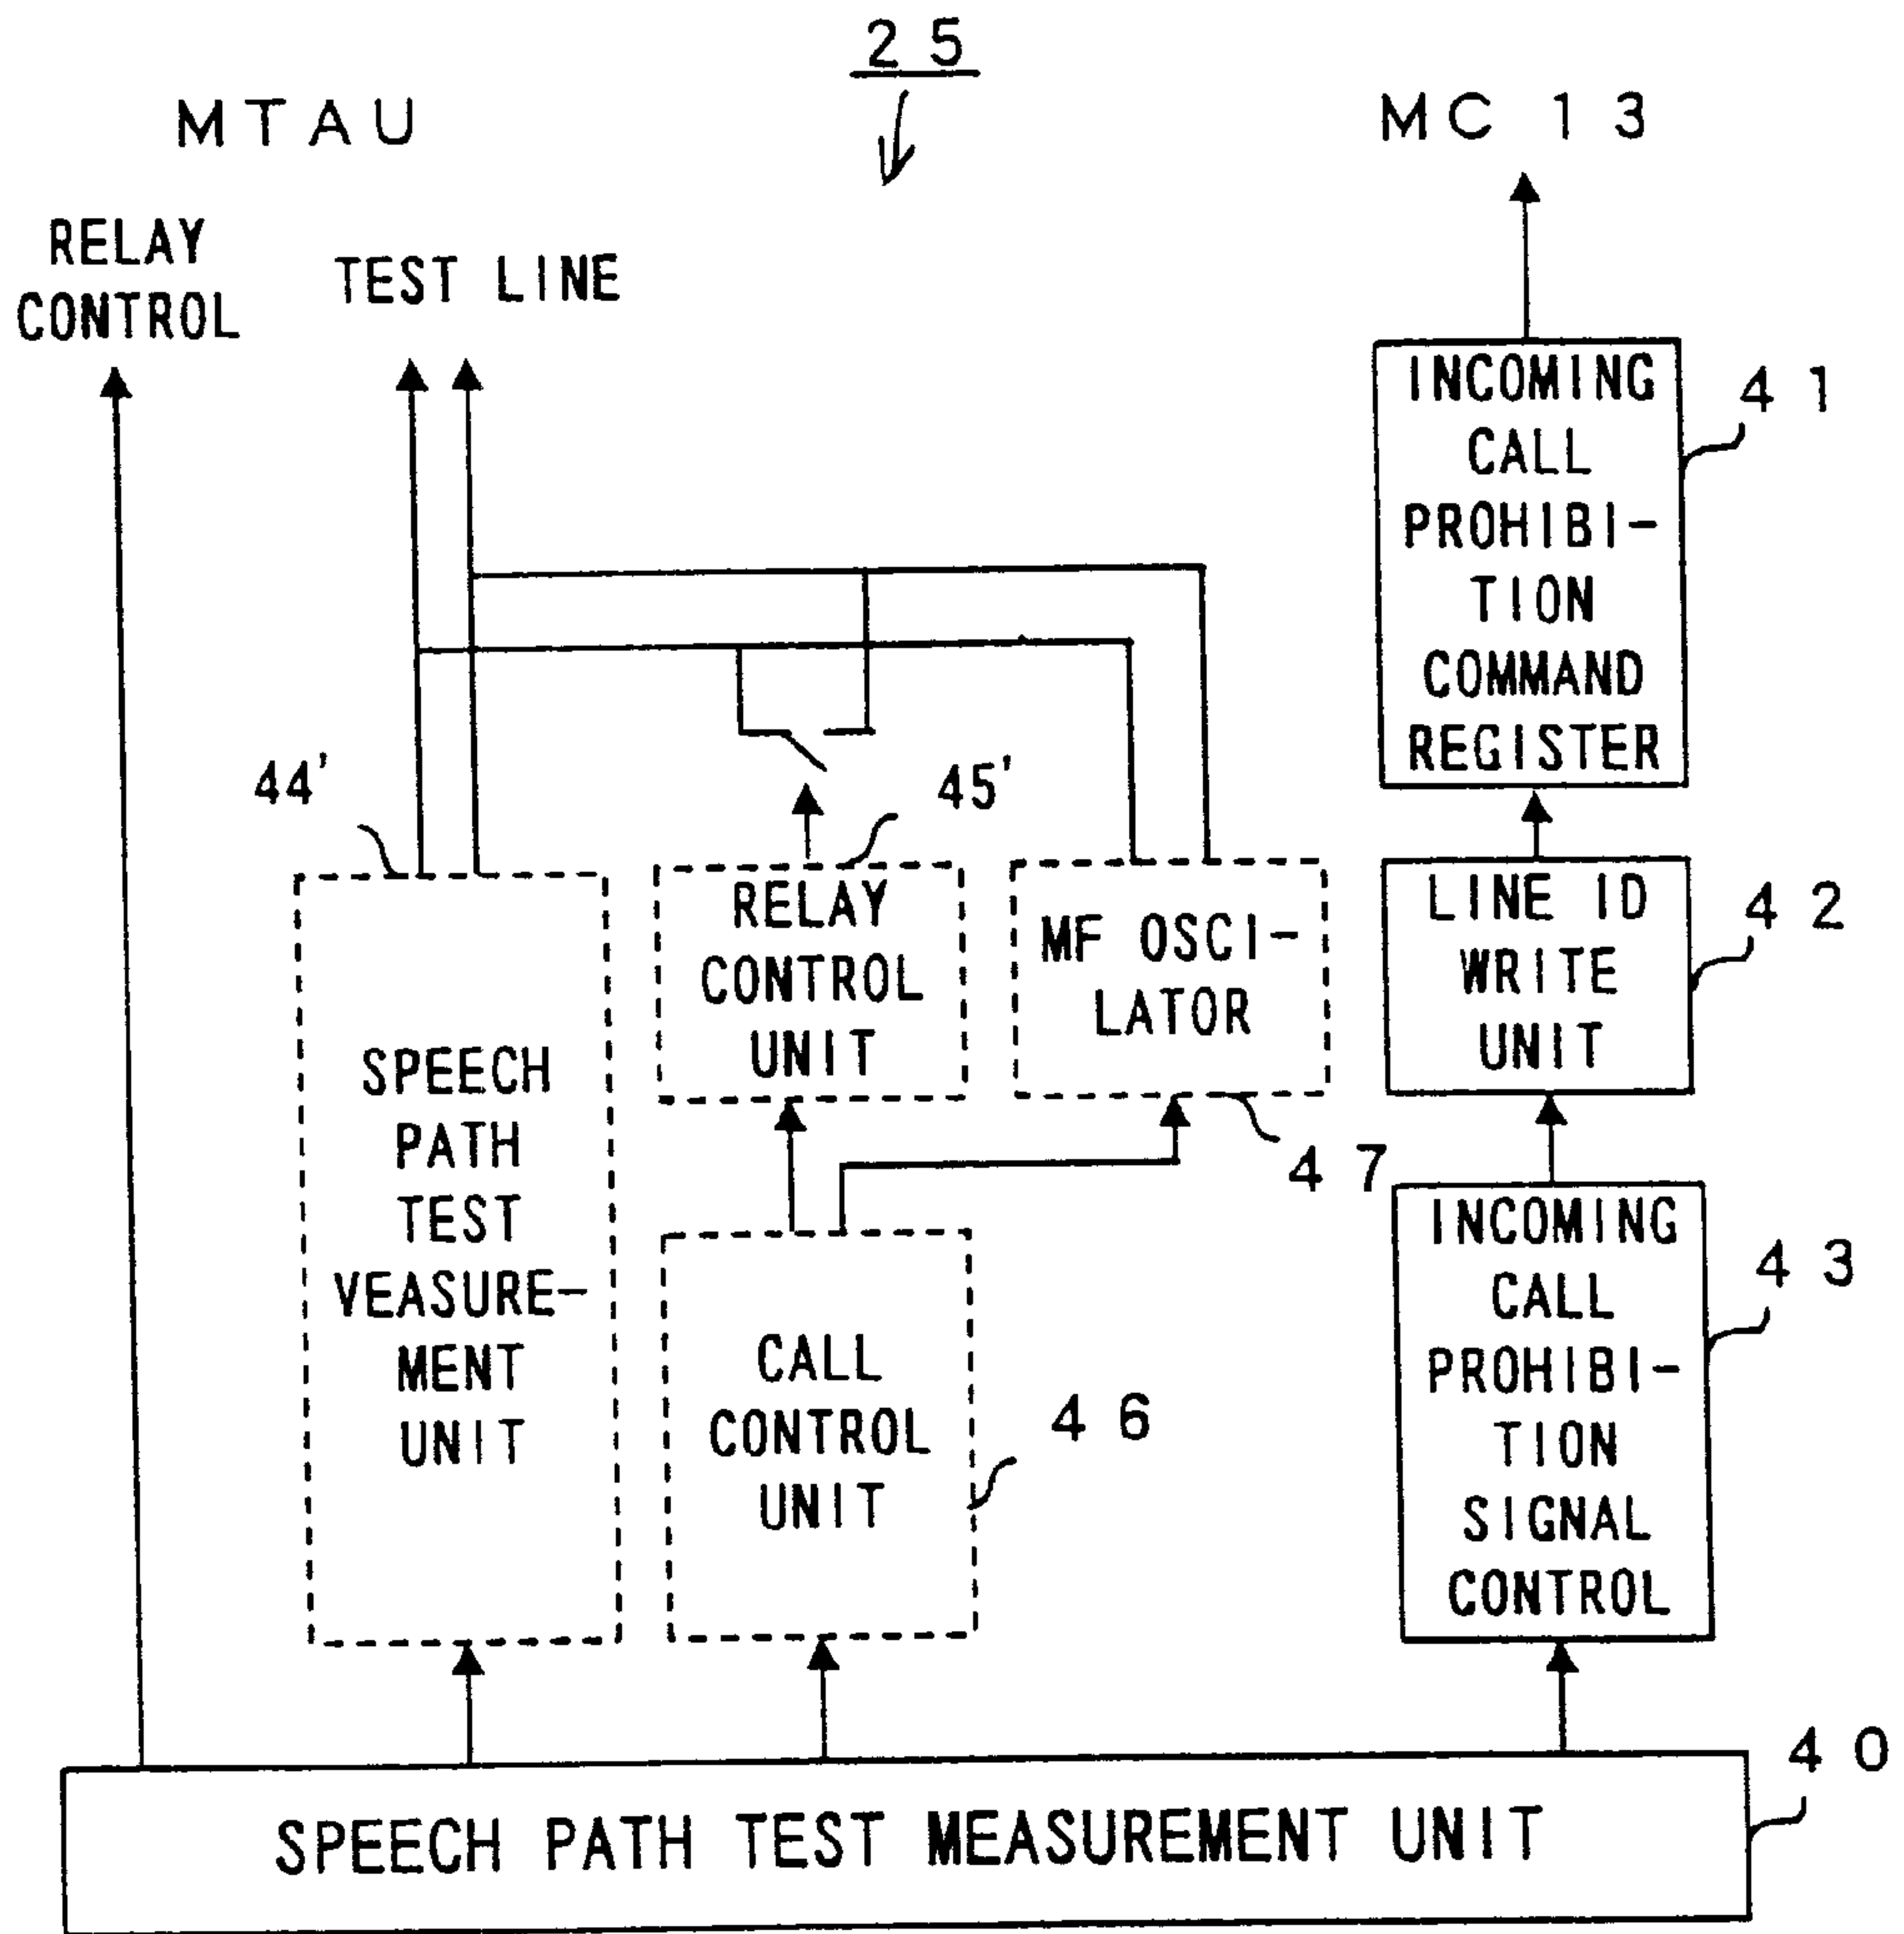 25
MTAU
MC 13
RELAY
CONTROL
TEST LINE
INCOMING
CALL
PROHIBI-
TION
COMMAND
REGISTER
41
44'
45'
RELAY
CONTROL
UNIT
MF OSCI-
LATOR
LINE ID
WRITE
UNIT
42
47
SPEECH
PATH
TEST
VEASURE-
MENT
UNIT
CALL
CONTROL
UNIT
46
INCOMING
CALL
PROHIBI-
TION
SIGNAL
CONTROL
43
SPEECH PATH TEST MEASUREMENT UNIT
40